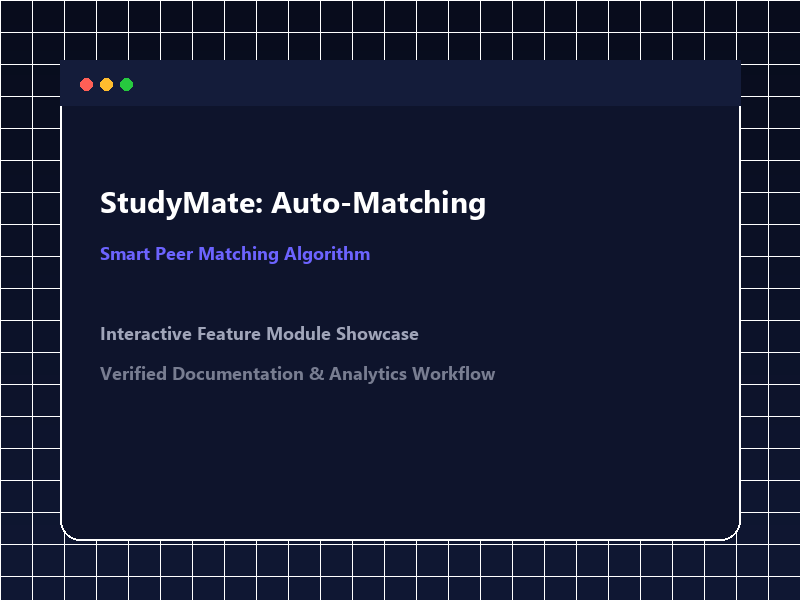 StudyMate: Auto-Matching
Smart Peer Matching Algorithm
Interactive Feature Module Showcase
Verified Documentation & Analytics Workflow